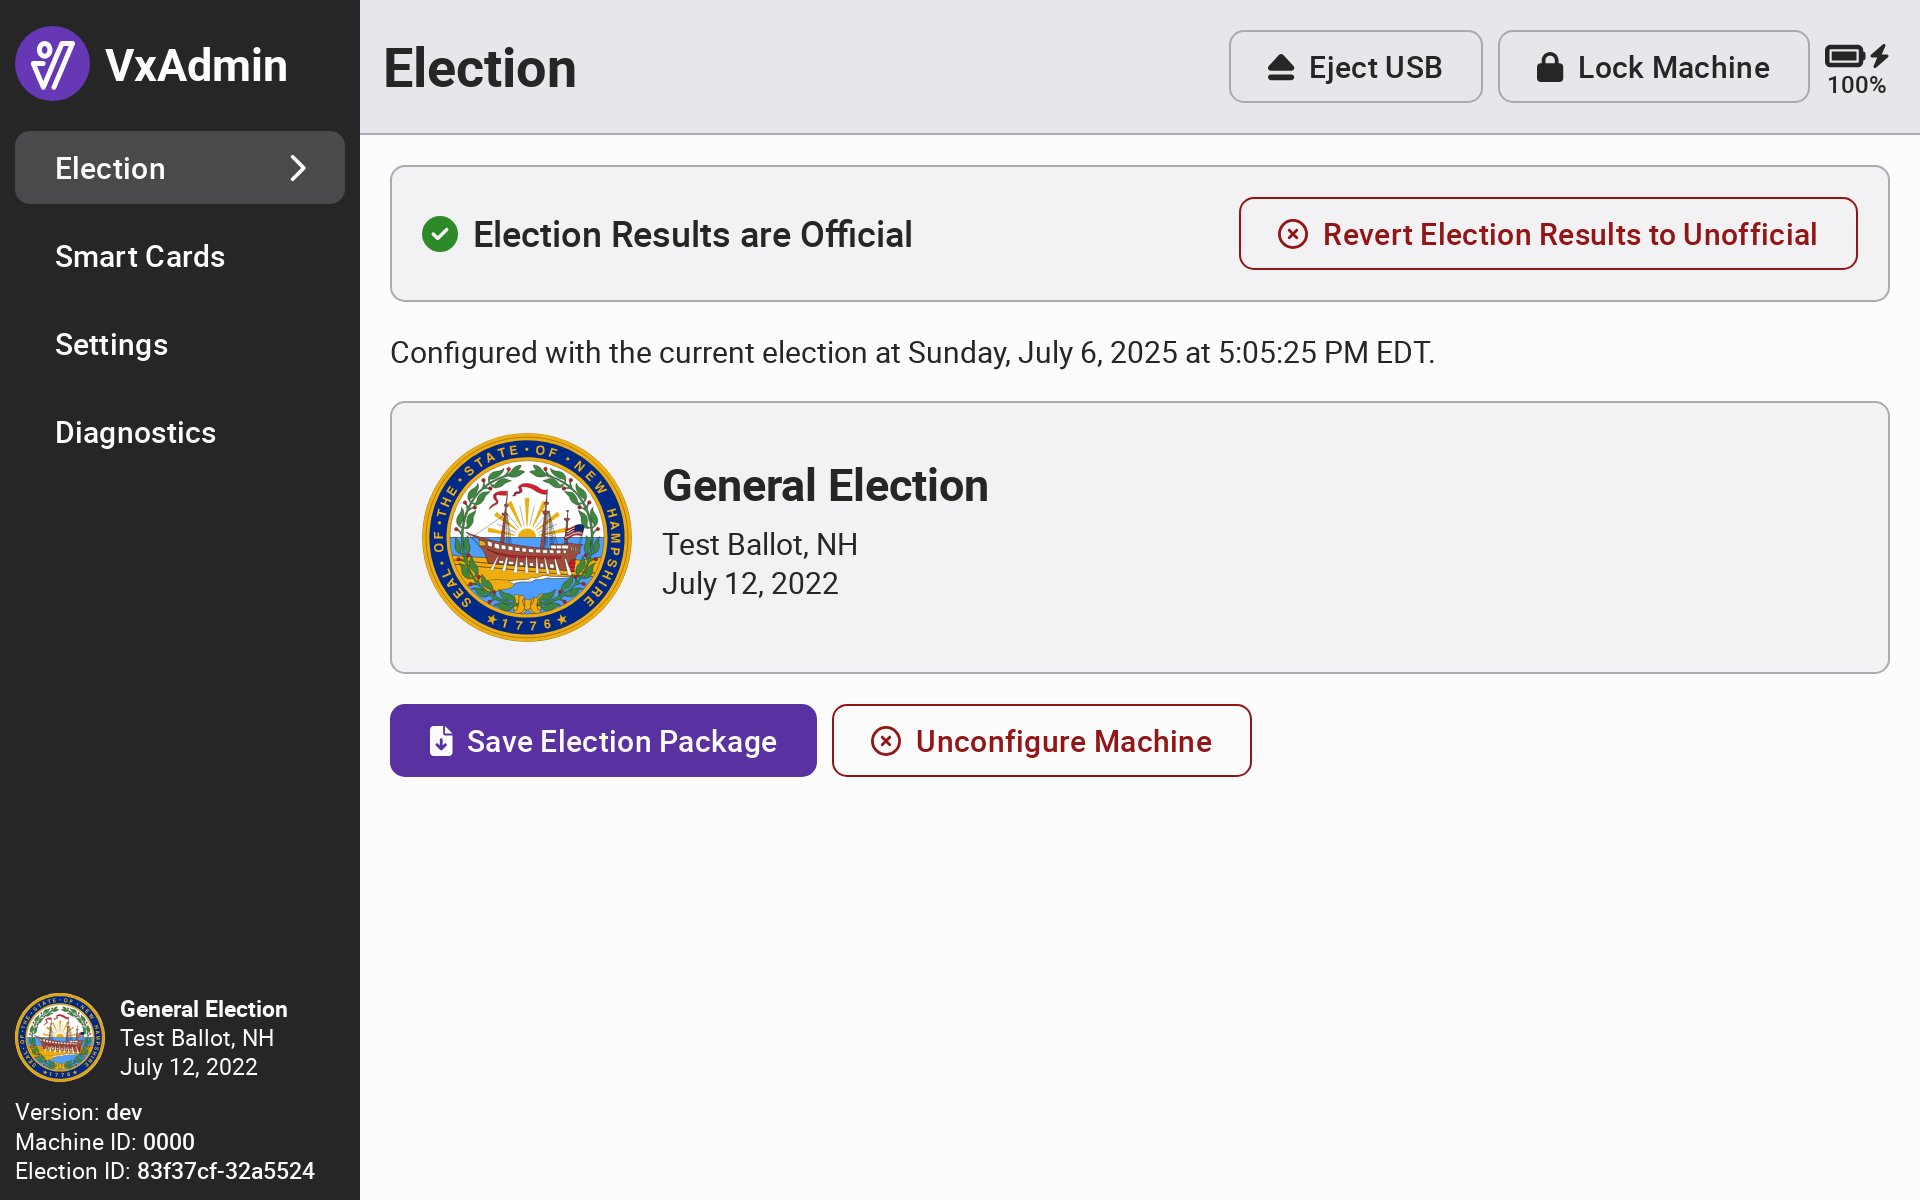 VxAdmin
Election
Smart Cards
Settings
Diagnostics
General Election
Test Ballot, NH
July 12, 2022
Version: dev
Machine ID: 0000
Election ID: 83f37cf-32a5524
Election
Eject USB
Lock Machine
100%
Election Results are Official
Revert Election Results to Unofficial
Configured with the current election at Sunday, July 6, 2025 at 5:05:25 PM EDT.
SEAL · OF · THE · STATE · OF · NEW HAMPSHIRE
1776
General Election
Test Ballot, NH
July 12, 2022
Save Election Package
Unconfigure Machine